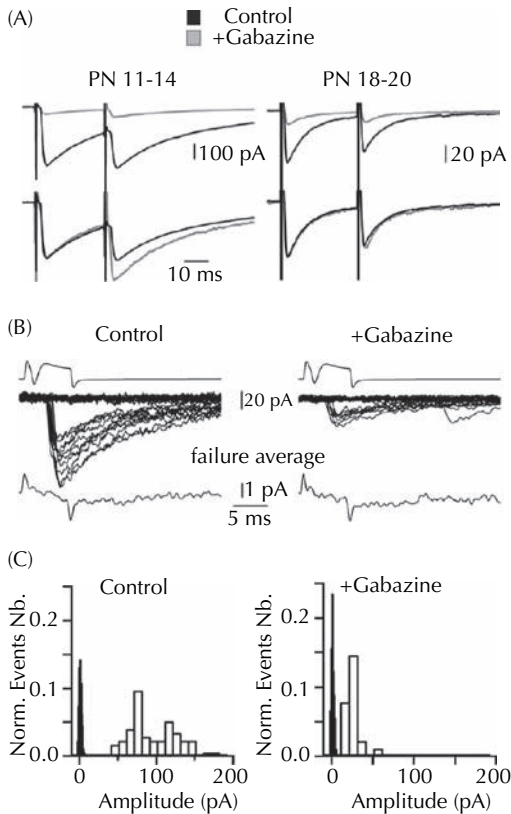 (A)
Control
+Gabazine
PN 11-14
PN 18-20
100 pA
20 pA
10 ms
(B)
Control
+Gabazine
20 pA
failure average
1 pA
5 ms
(C)
Control
+Gabazine
Norm. Events Nb.
0.2
0.1
0.0
0 100 200
Amplitude (pA)
Norm. Events Nb.
0.2
0.1
0.0
0 100 200
Amplitude (pA)